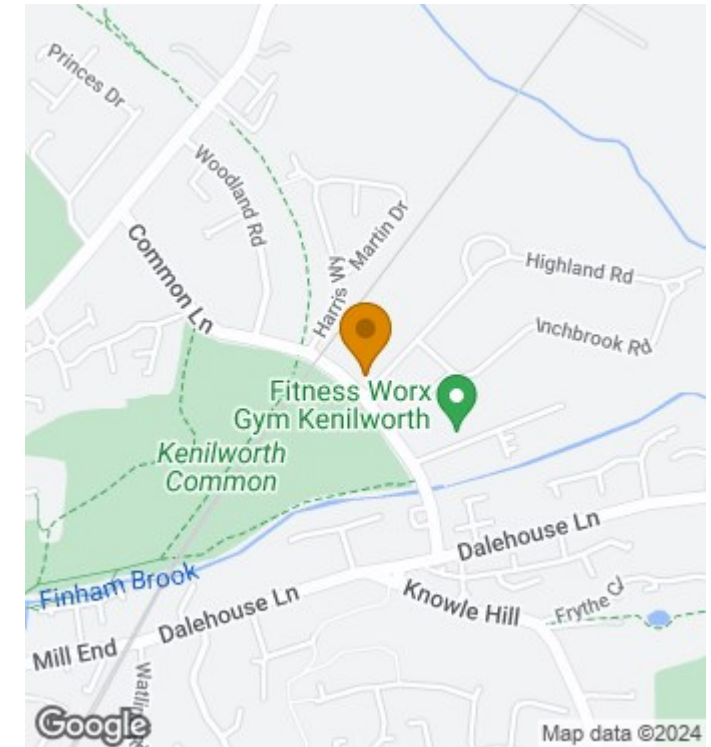 Princes Dr
Woodland Rd
Common Ln
Harris Wy
Martin Dr
Highland Rd
Inchbrook Rd
Fitness Worx
Gym Kenilworth
Kenilworth
Common
Finham Brook
Dalehouse Ln
Dalehouse Ln
Knowle Hill
Frythe Cl
Mill End
Google
Map data ©2024